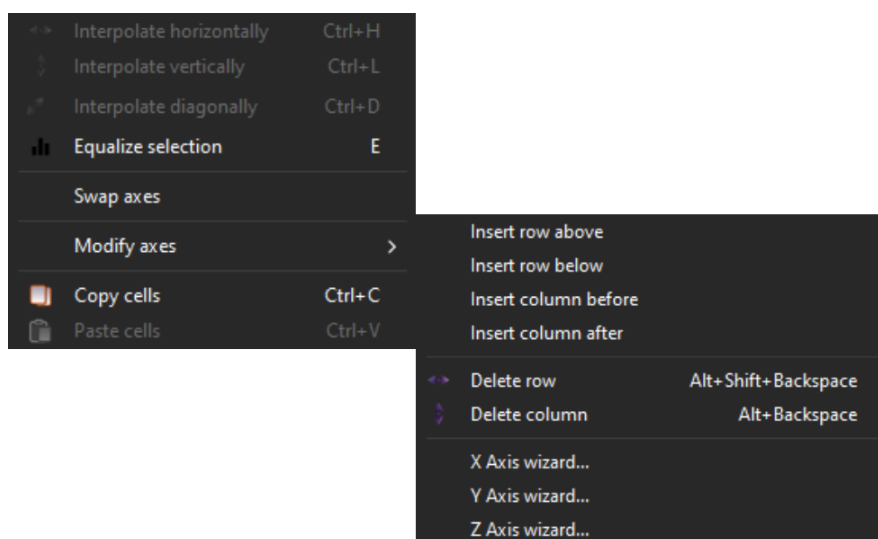 Interpolate horizontally Ctrl+H
Interpolate vertically Ctrl+L
Interpolate diagonally Ctrl+D
Equalize selection E
Swap axes
Modify axes
Copy cells Ctrl+C
Paste cells Ctrl+V
Insert row above
Insert row below
Insert column before
Insert column after
Delete row Alt+Shift+Backspace
Delete column Alt+Backspace
X Axis wizard...
Y Axis wizard...
Z Axis wizard...